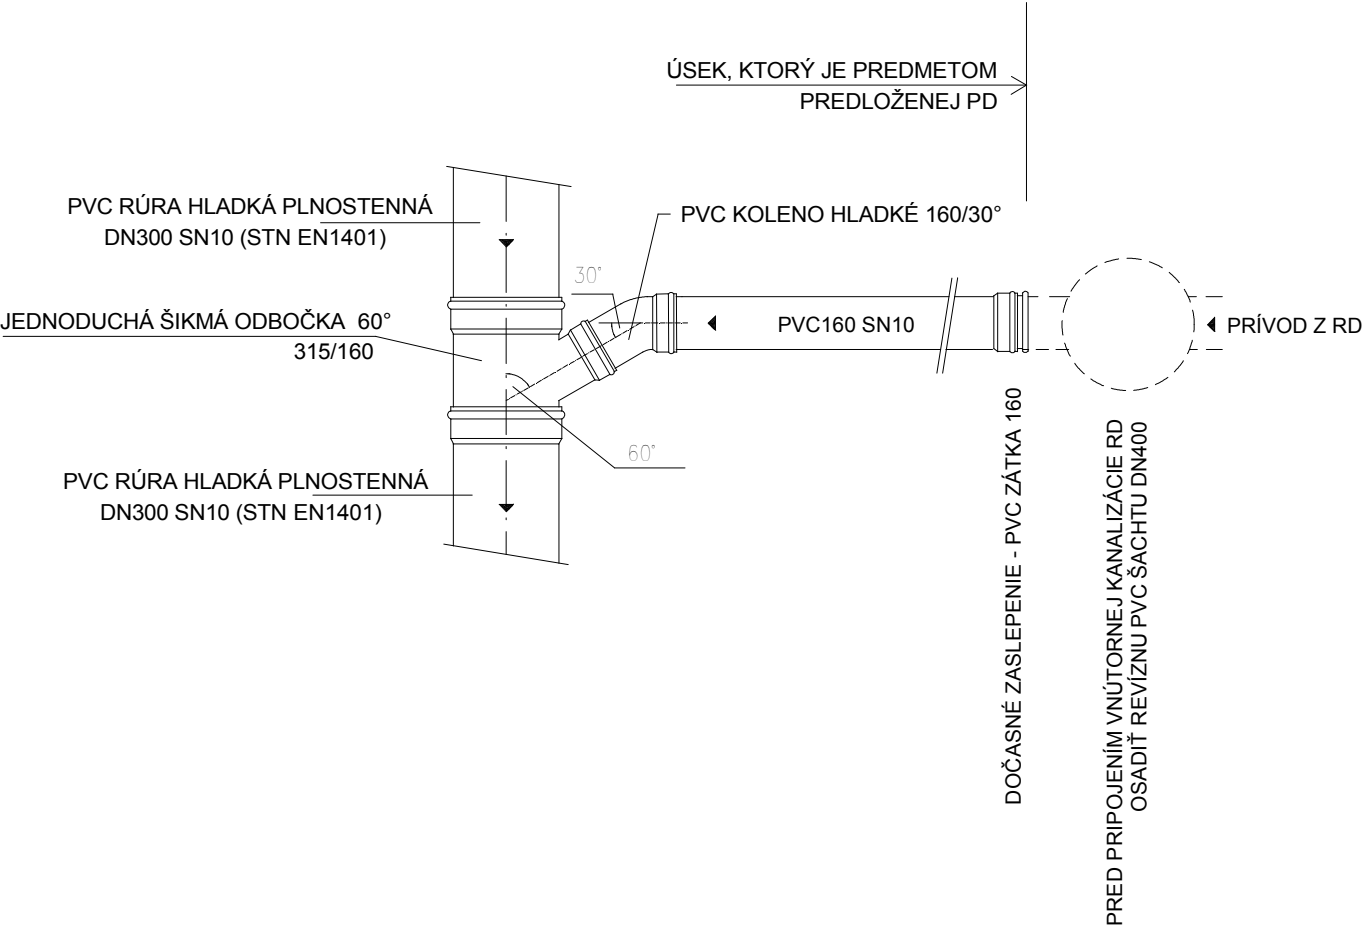 ÚSEK, KTORÝ JE PREDMETOM
PREDLOŽENEJ PD
PVC RÚRA HLADKÁ PLNOSTENNÁ
DN300 SN10 (STN EN1401)
PVC KOLENO HLADKÉ 160/30°
30°
JEDNODUCHÁ ŠIKMÁ ODBOČKA 60°
315/160
PVC160 SN10
PRÍVOD Z RD
60°
PVC RÚRA HLADKÁ PLNOSTENNÁ
DN300 SN10 (STN EN1401)
DOČASNÉ ZASLEPENIE - PVC ZÁTKA 160
PRED PRIPOJENÍM VNÚTORNEJ KANALIZÁCIE RD
OSADIŤ REVÍZNU PVC ŠACHTU DN400